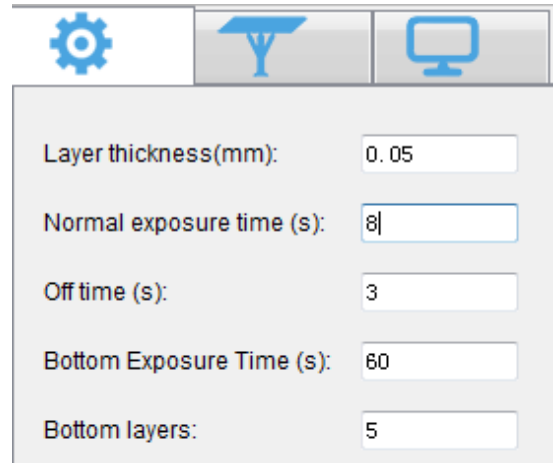 Layer thickness(mm): 0.05
Normal exposure time (s): 8
Off time (s): 3
Bottom Exposure Time (s): 60
Bottom layers: 5